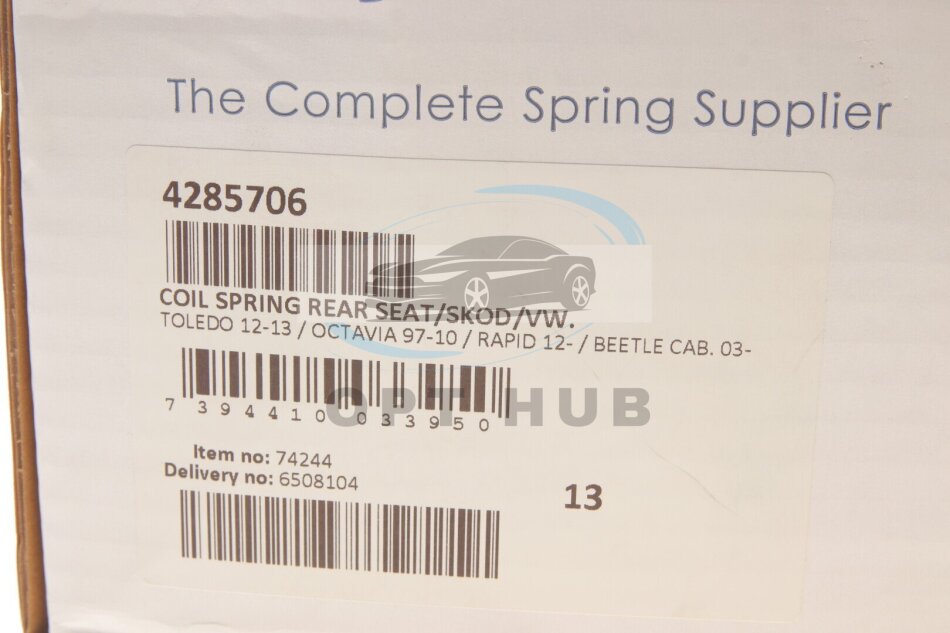 The Complete Spring Supplier
4285706
COIL SPRING REAR SEAT/SKOD/VW.
TOLEDO 12-13 / OCTAVIA 97-10 / RAPID 12- / BEETLE CAB. 03-
7 394410 033950
OPT HUB
Item no: 74244
Delivery no: 6508104
13